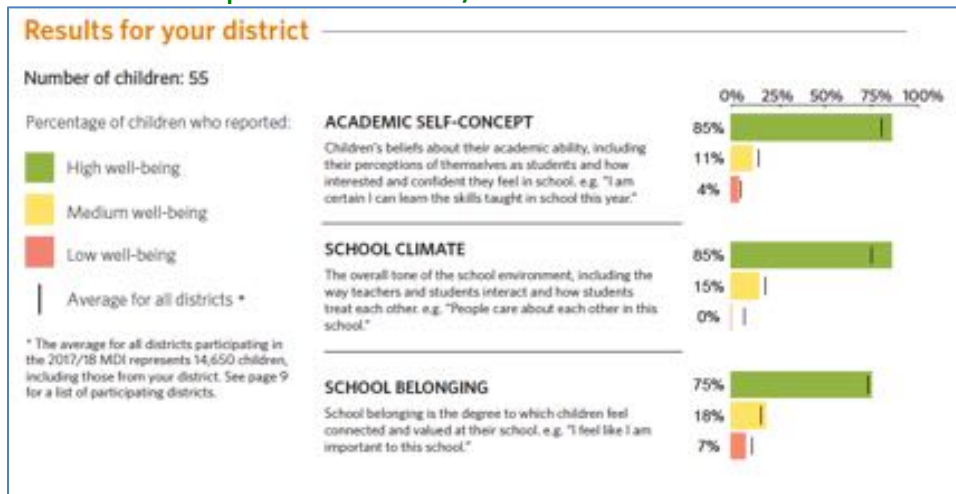 Results for your district
Number of children: 55
Percentage of children who reported:
High well-being
Medium well-being
Low well-being
Average for all districts *
* The average for all districts participating in
the 2017/18 MDI represents 14,650 children,
including those from your district. See page 9
for a list of participating districts.
0% 25% 50% 75% 100%
ACADEMIC SELF-CONCEPT
Children's beliefs about their academic ability, including
their perceptions of themselves as students and how
interested and confident they feel in school. e.g. "I am
certain I can learn the skills taught in school this year."
85%
11%
4%
SCHOOL CLIMATE
The overall tone of the school environment, including the
way teachers and students interact and how students
treat each other. e.g. "People care about each other in this
school."
85%
15%
0%
SCHOOL BELONGING
School belonging is the degree to which children feel
connected and valued at their school. e.g. "I feel like I am
important to this school."
75%
18%
7%